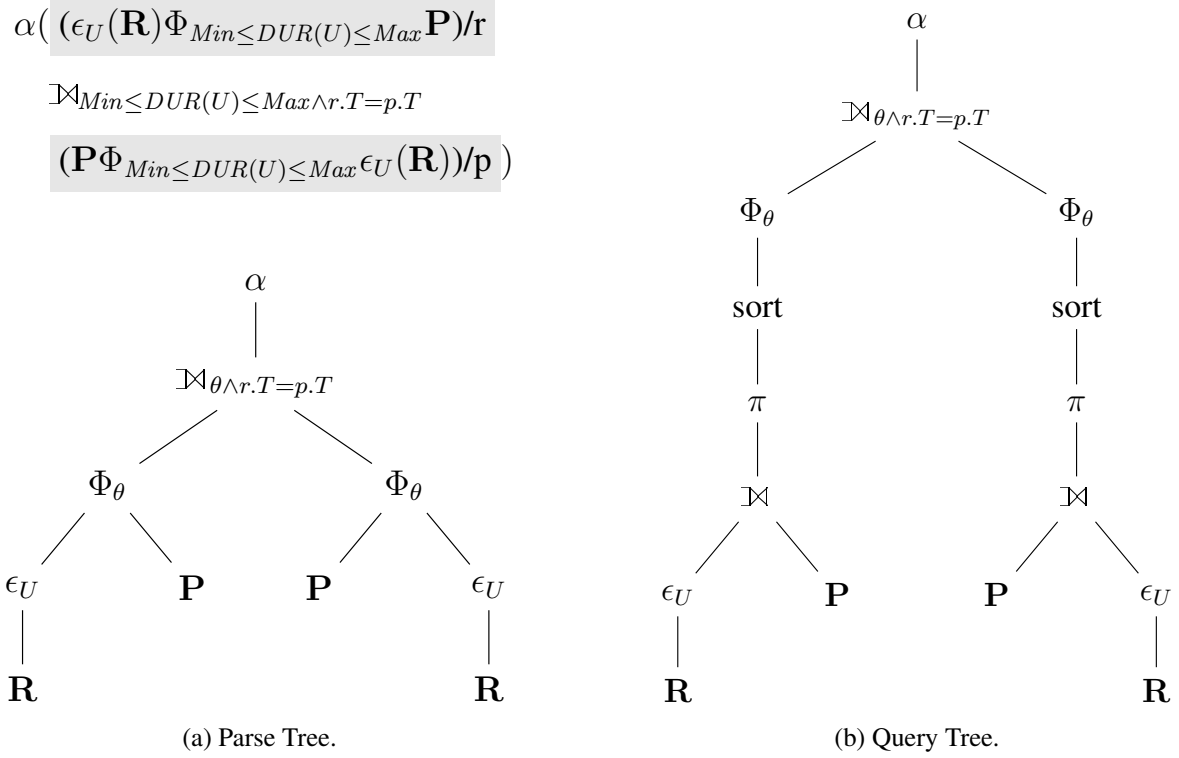 α( (ϵ_U(R)Φ_{Min≤DUR(U)≤Max}P)/r
⟕_{Min≤DUR(U)≤Max∧r.T=p.T}
(PΦ_{Min≤DUR(U)≤Max}ϵ_U(R))/p )
α
⟕_{θ∧r.T=p.T}
Φ_θ Φ_θ
ϵ_U P P ϵ_U
R R
(a) Parse Tree.
α
⟕_{θ∧r.T=p.T}
Φ_θ Φ_θ
sort sort
π π
⟕ ⟕
ϵ_U P P ϵ_U
R R
(b) Query Tree.